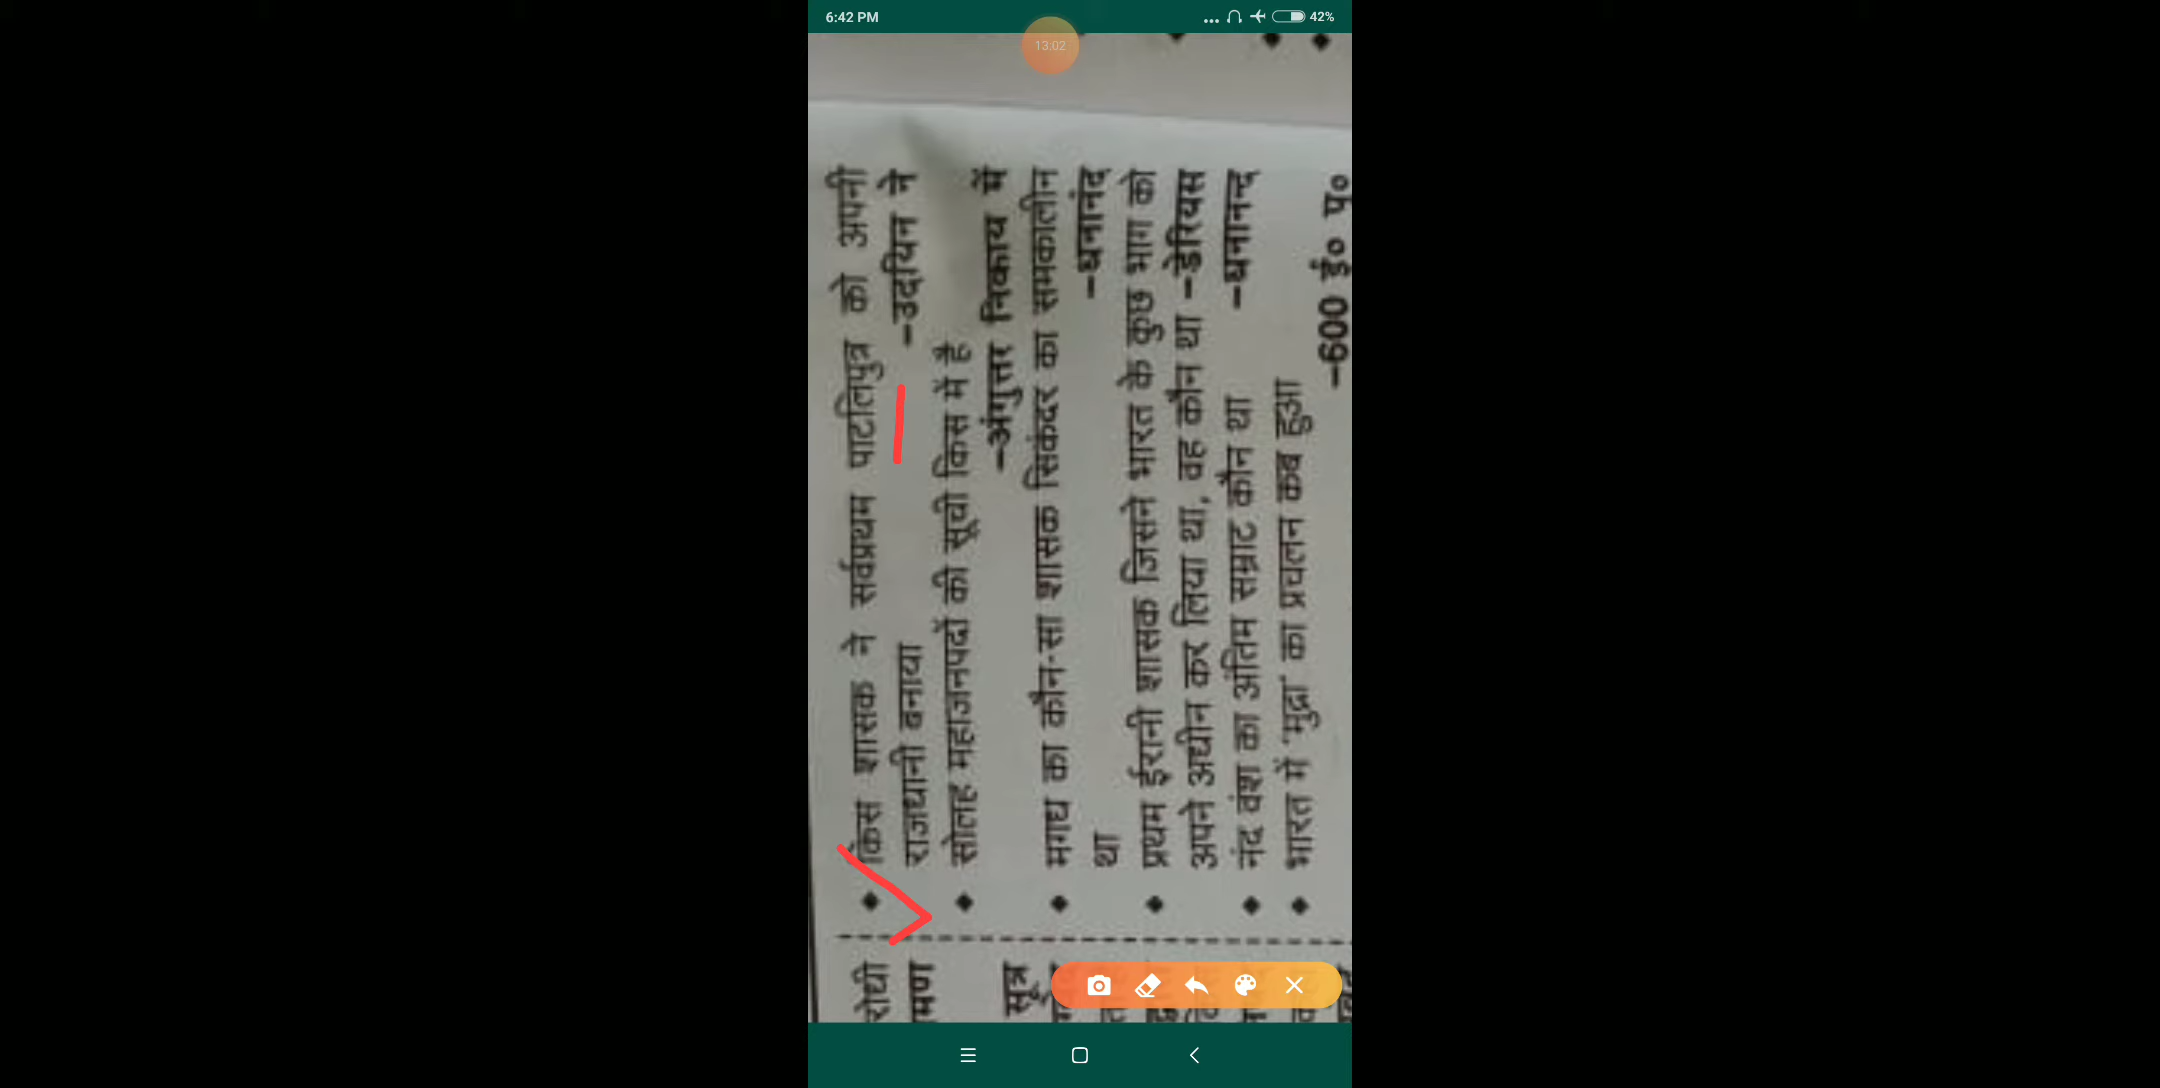 6:42 PM
42%
13:02
◆ किस शासक ने सर्वप्रथम पाटलिपुत्र को अपनी
राजधानी बनाया –उदयिन ने
◆ सोलह महाजनपदों की सूची किस में है
–अंगुत्तर निकाय में
◆ मगध का कौन-सा शासक सिकंदर का समकालीन
था –धनानंद
◆ प्रथम ईरानी शासक जिसने भारत के कुछ भाग को
अपने अधीन कर लिया था, वह कौन था –डेरियस
◆ नंद वंश का अंतिम सम्राट कौन था –धनानन्द
◆ भारत में 'मुद्रा' का प्रचलन कब हुआ
–600 ई० पू०
रोधी
मण
सूत्र